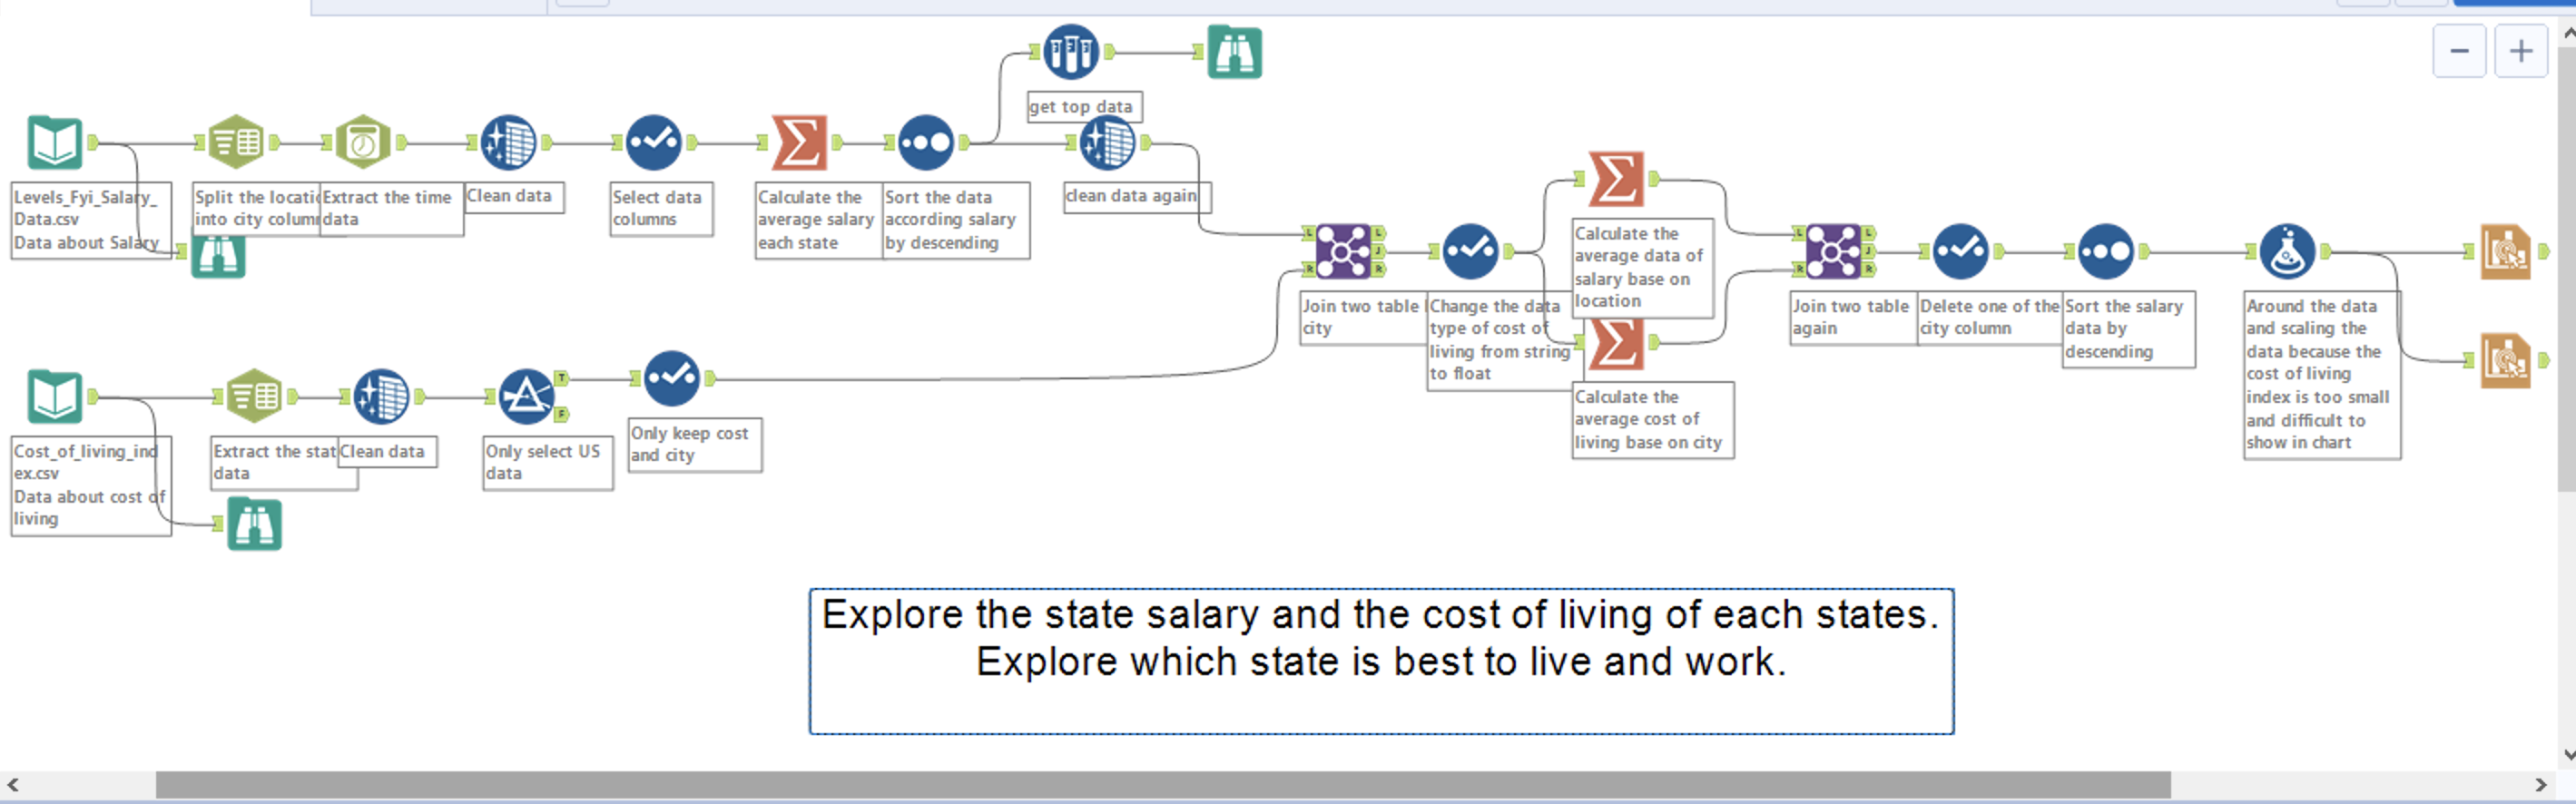 get top data
Levels_Fyi_Salary_
Data.csv
Data about Salary
Split the
into city
Extract the time
data
Clean data
Select data
columns
Calculate the
average salary
each state
Sort the data
according salary
by descending
clean data again
Join two table
city
Change the data
type of cost of
living from string
to float
Calculate the
average data of
salary base on
location
Calculate the
average cost of
living base on city
Join two table
again
Delete one of the
city column
Sort the salary
data by
descending
Around the data
and scaling the
data because the
cost of living
index is too small
and difficult to
show in chart
Cost_of_living_ind
ex.csv
Data about cost of
living
Extract the
data
Clean data
Only select US
data
Only keep cost
and city
Explore the state salary and the cost of living of each states.
Explore which state is best to live and work.